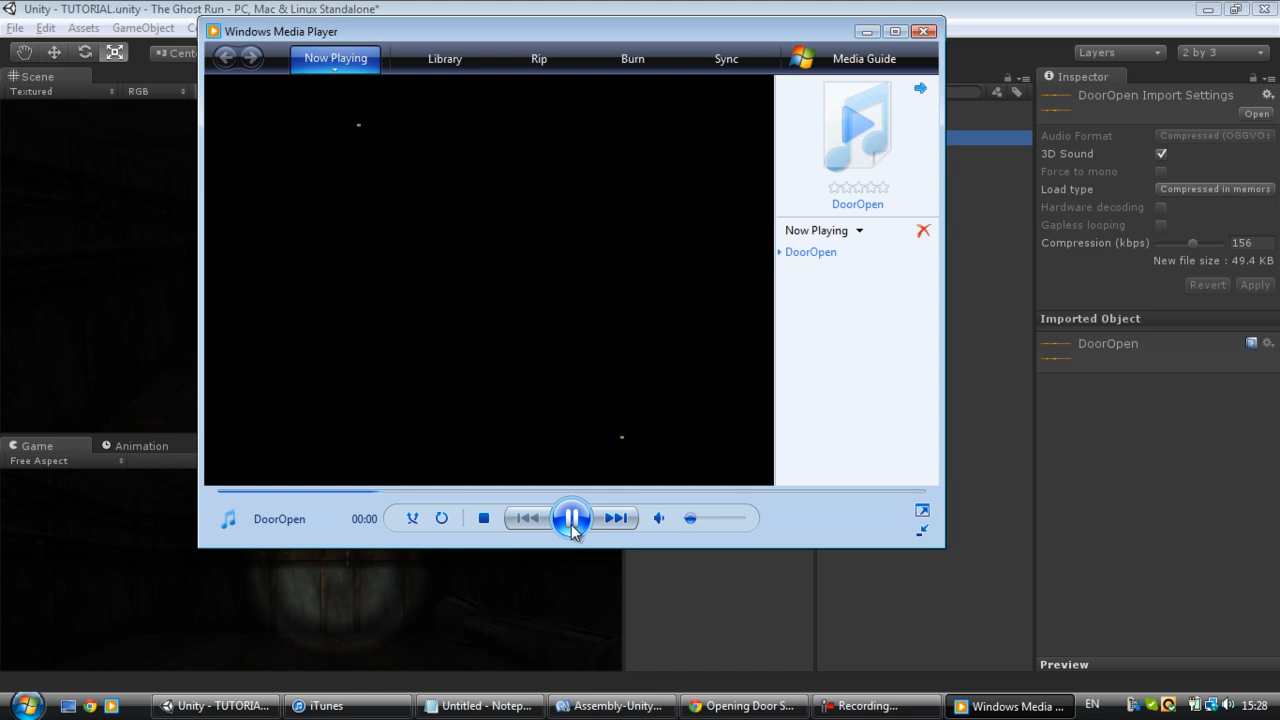 Unity - TUTORIAL.unity - The Ghost Run - PC, Mac & Linux Standalone*
File Edit Assets GameObject
Windows Media Player
Now Playing Library Rip Burn Sync Media Guide
Layers 2 by 3
Scene
Textured RGB
Inspector
DoorOpen Import Settings
Open
Audio Format Compressed (OGGVO
3D Sound
Force to mono
Load type Compressed in memor
Hardware decoding
Gapless looping
Compression (kbps) 156
New file size : 49.4 KB
Revert Apply
Imported Object
DoorOpen
DoorOpen
Now Playing
DoorOpen
Game Animation
Free Aspect
DoorOpen 00:00
Preview
Unity - TUTORIA... iTunes Untitled - Notep... Assembly-Unity... Opening Door S... Recording... Windows Media ... EN 15:28